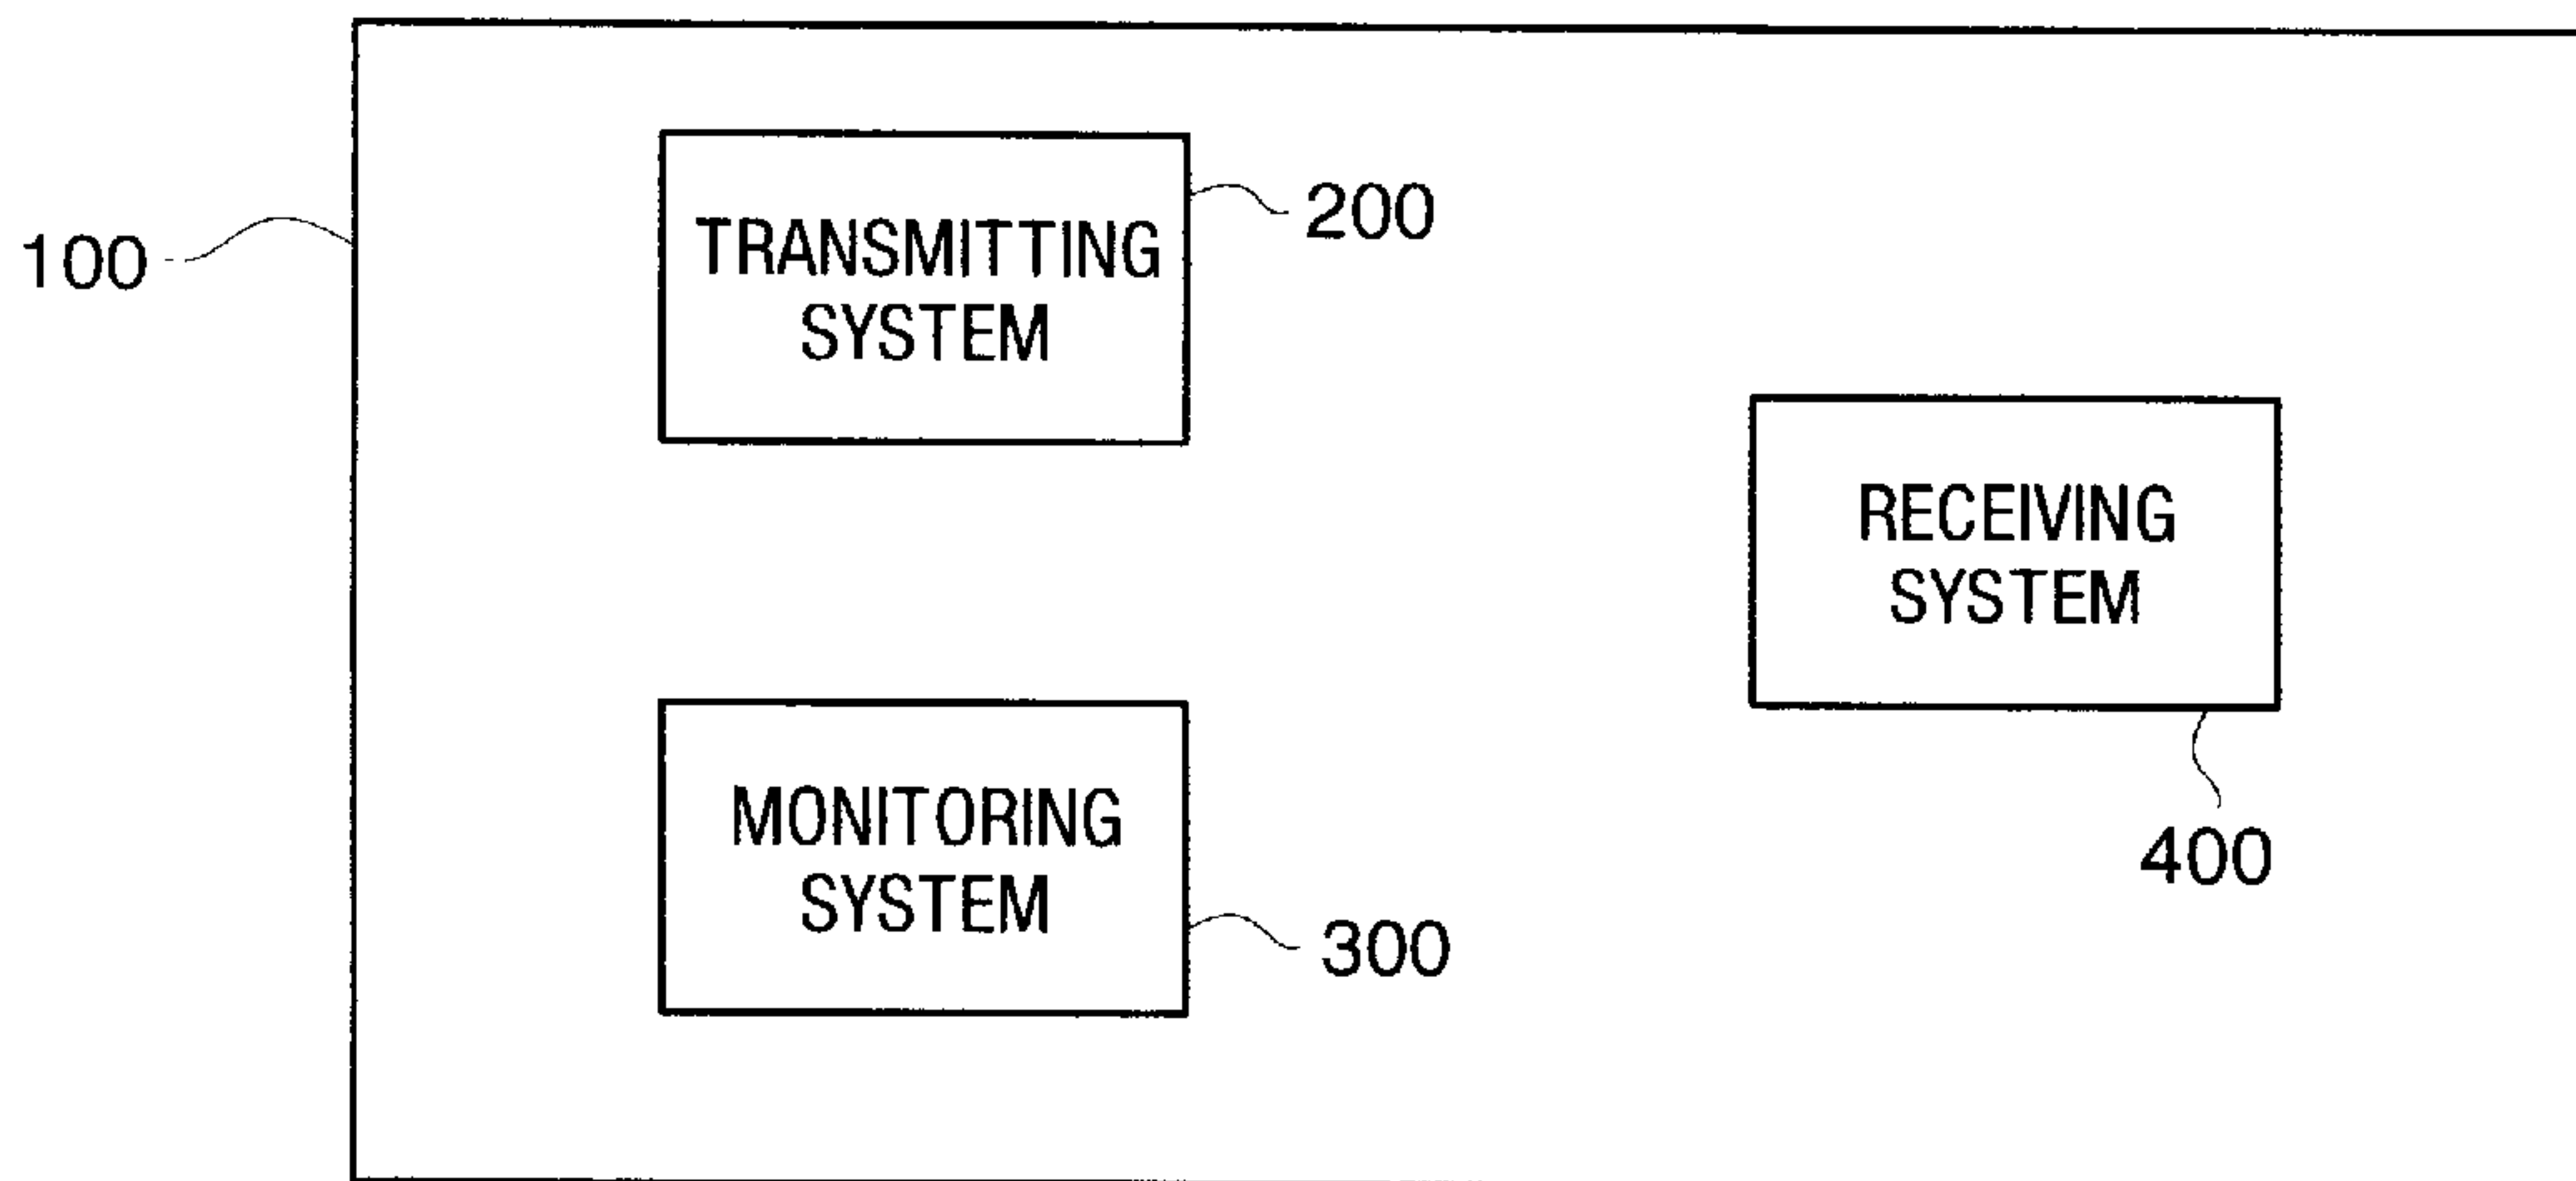 100
TRANSMITTING
SYSTEM
200
RECEIVING
SYSTEM
400
MONITORING
SYSTEM
300